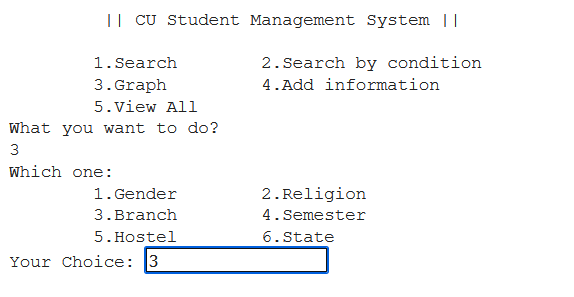 || CU Student Management System ||
1.Search 2.Search by condition
3.Graph 4.Add information
5.View All
What you want to do?
3
Which one:
1.Gender 2.Religion
3.Branch 4.Semester
5.Hostel 6.State
Your Choice: 3